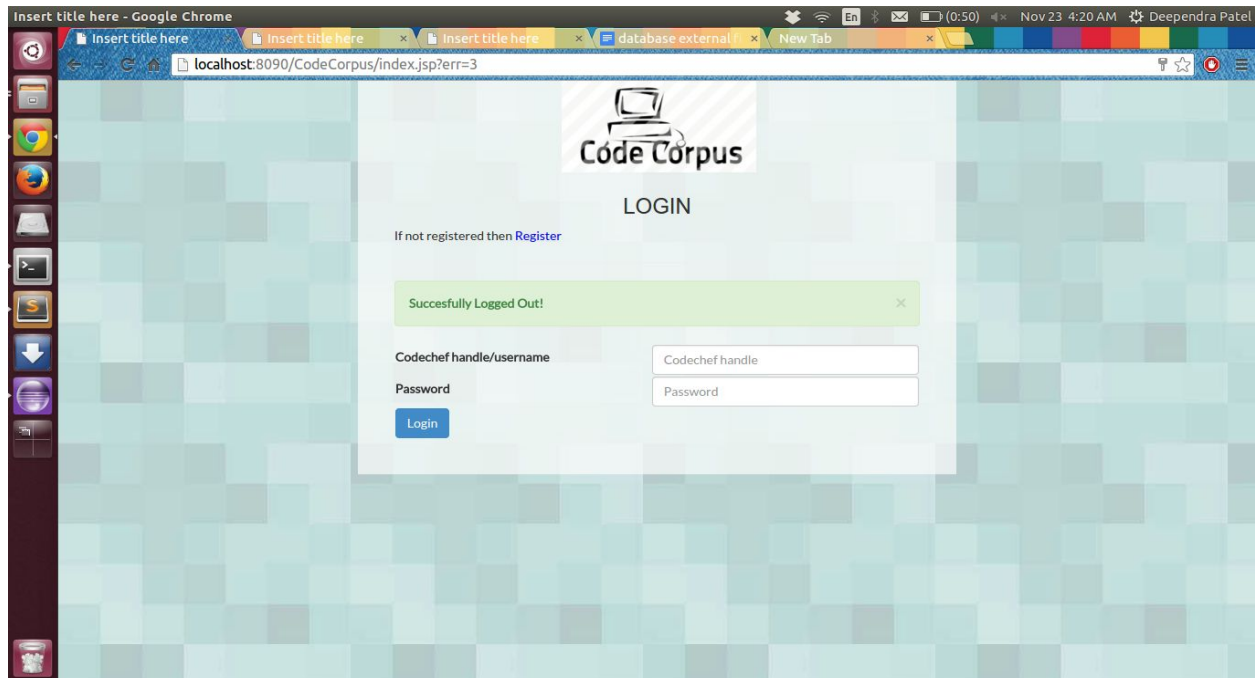 Insert title here - Google Chrome En (0:50) Nov 23 4:20 AM Deependra Patel
Insert title here Insert title here Insert title here database external New Tab
localhost:8090/CodeCorpus/index.jsp?err=3
Code Corpus
LOGIN
If not registered then Register
Succesfully Logged Out! ×
Codechef handle/username Codechef handle
Password Password
Login